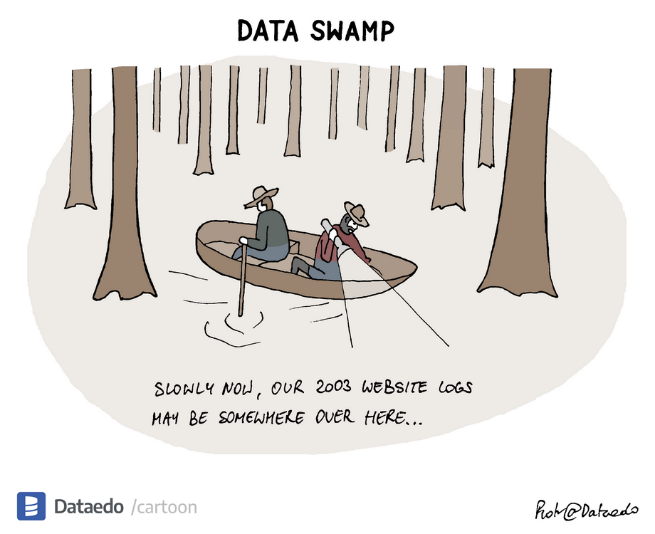 DATA SWAMP
SLOWLY NOW, OUR 2003 WEBSITE LOGS
MAY BE SOMEWHERE OVER HERE...
Dataedo /cartoon
Piotr@Dataedo